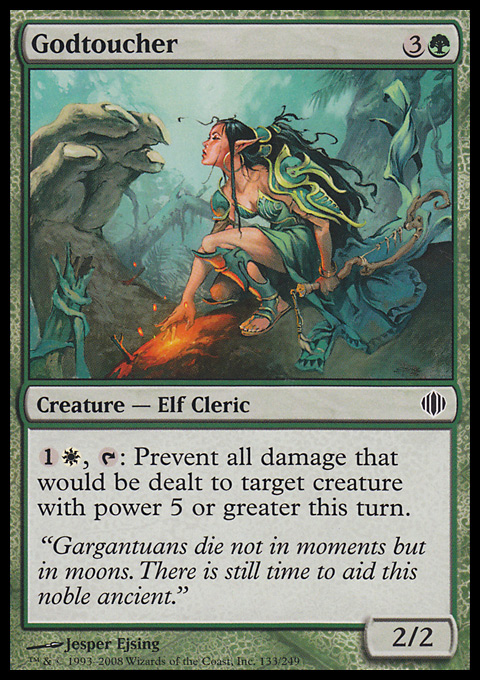 Godtoucher 3
Creature — Elf Cleric
1 , : Prevent all damage that
would be dealt to target creature
with power 5 or greater this turn.
“Gargantuans die not in moments but
in moons. There is still time to aid this
noble ancient.”
Jesper Ejsing
2/2
™ & © 1993–2008 Wizards of the Coast, Inc. 133/249